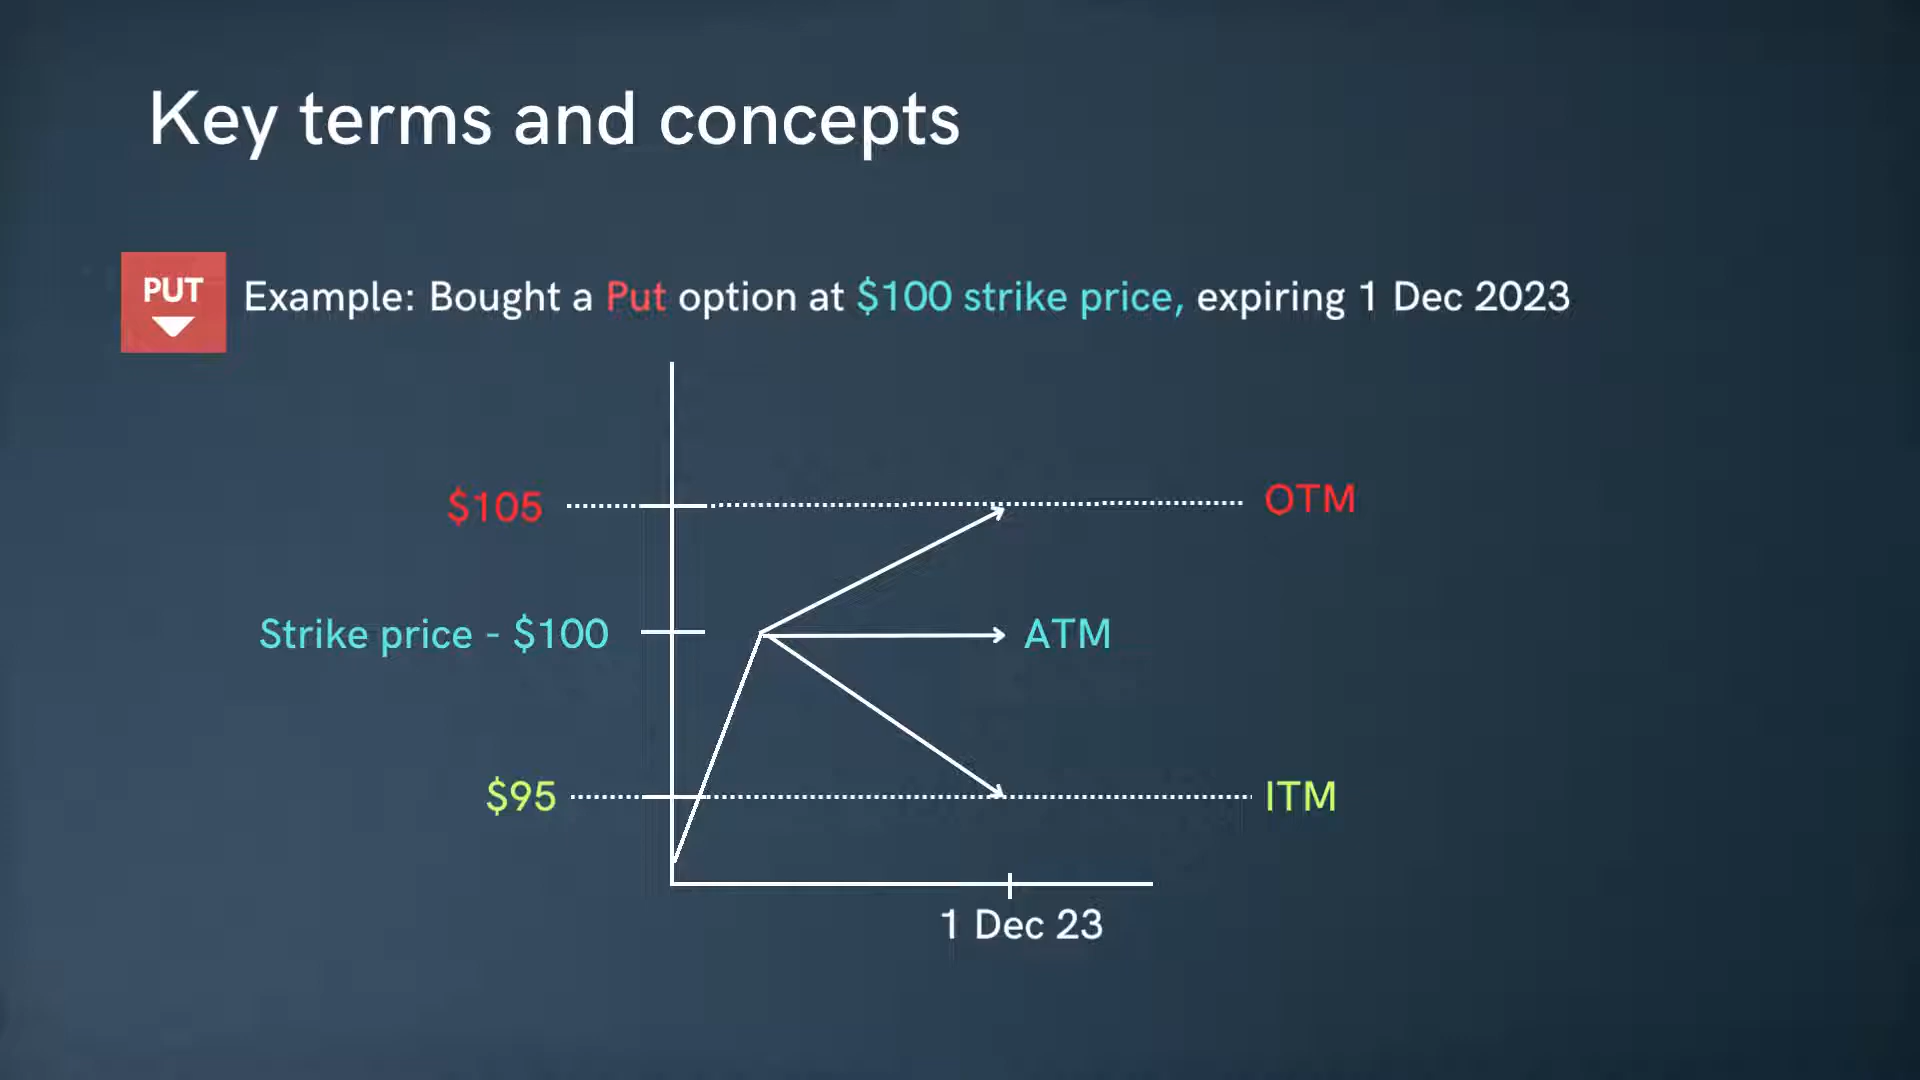 Key terms and concepts
PUT
Example: Bought a Put option at $100 strike price, expiring 1 Dec 2023
$105
OTM
Strike price - $100
ATM
$95
ITM
1 Dec 23